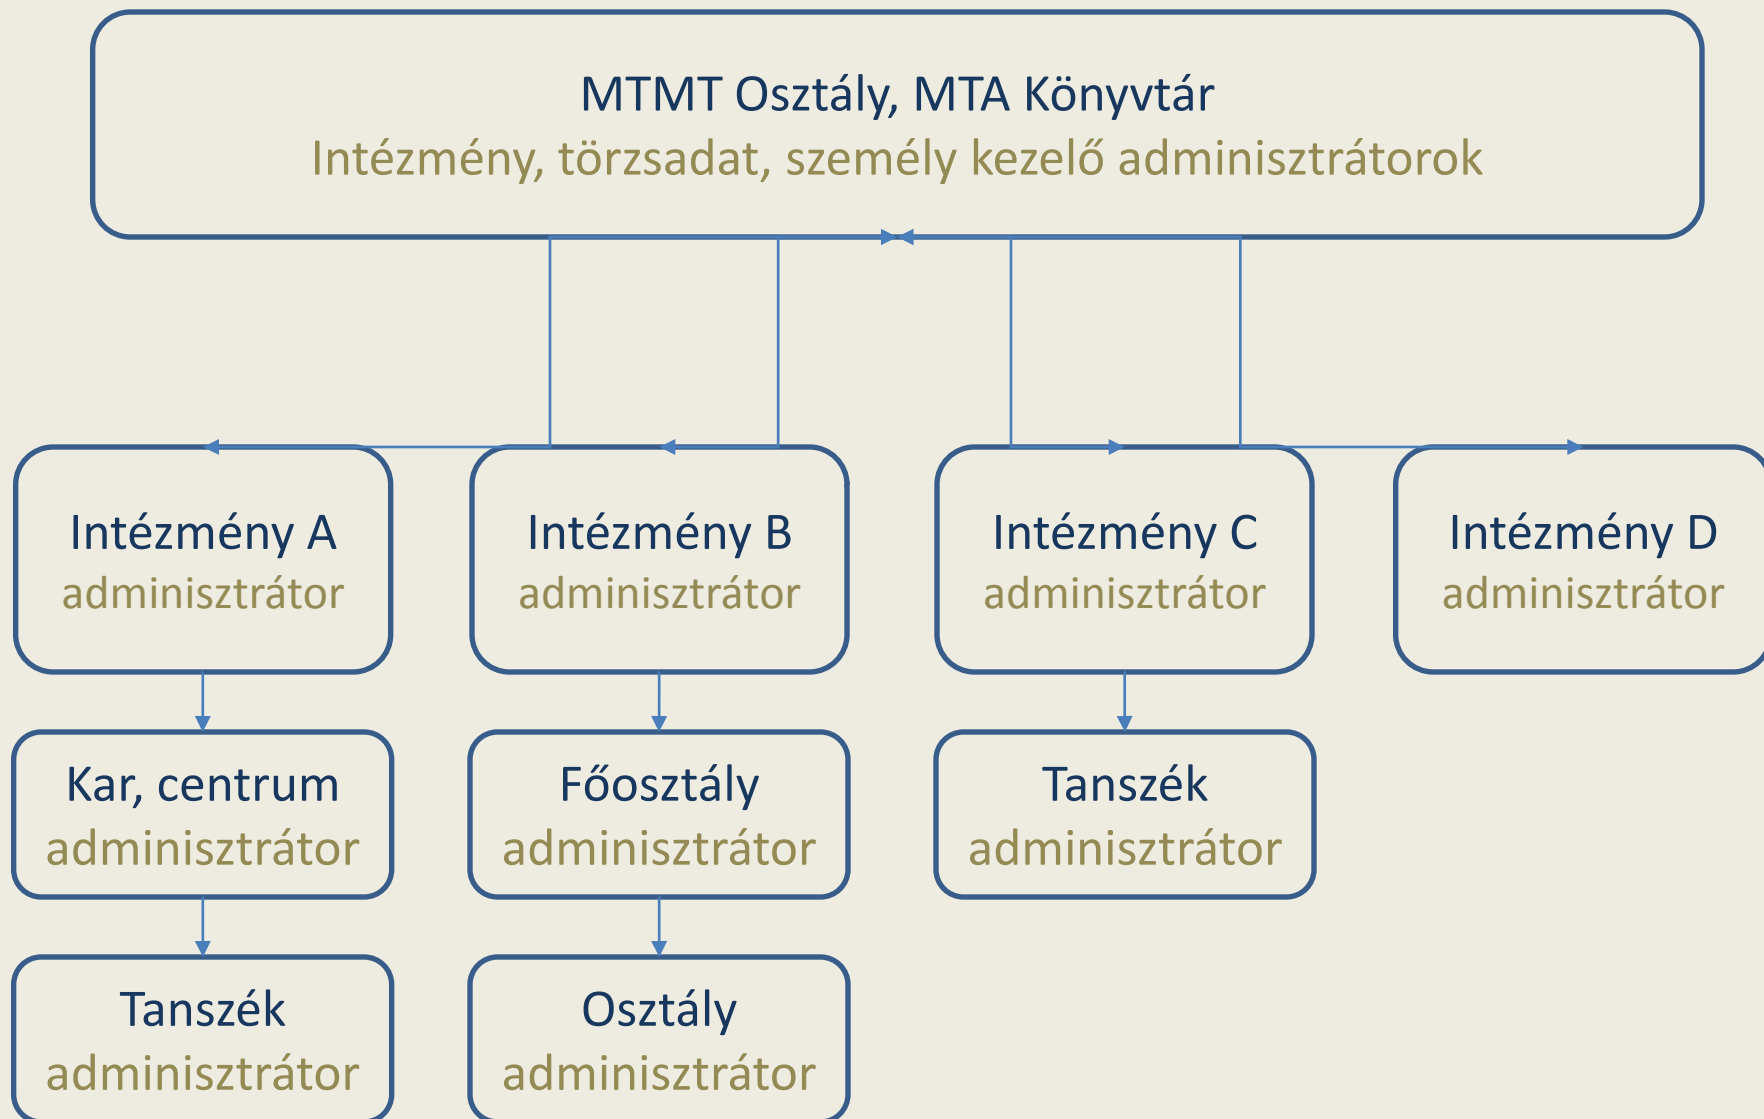 MTMT Osztály, MTA Könyvtár
Intézmény, törzsadat, személy kezelő adminisztrátorok
Intézmény A
adminisztrátor
Intézmény B
adminisztrátor
Intézmény C
adminisztrátor
Intézmény D
adminisztrátor
Kar, centrum
adminisztrátor
Főosztály
adminisztrátor
Tanszék
adminisztrátor
Tanszék
adminisztrátor
Osztály
adminisztrátor